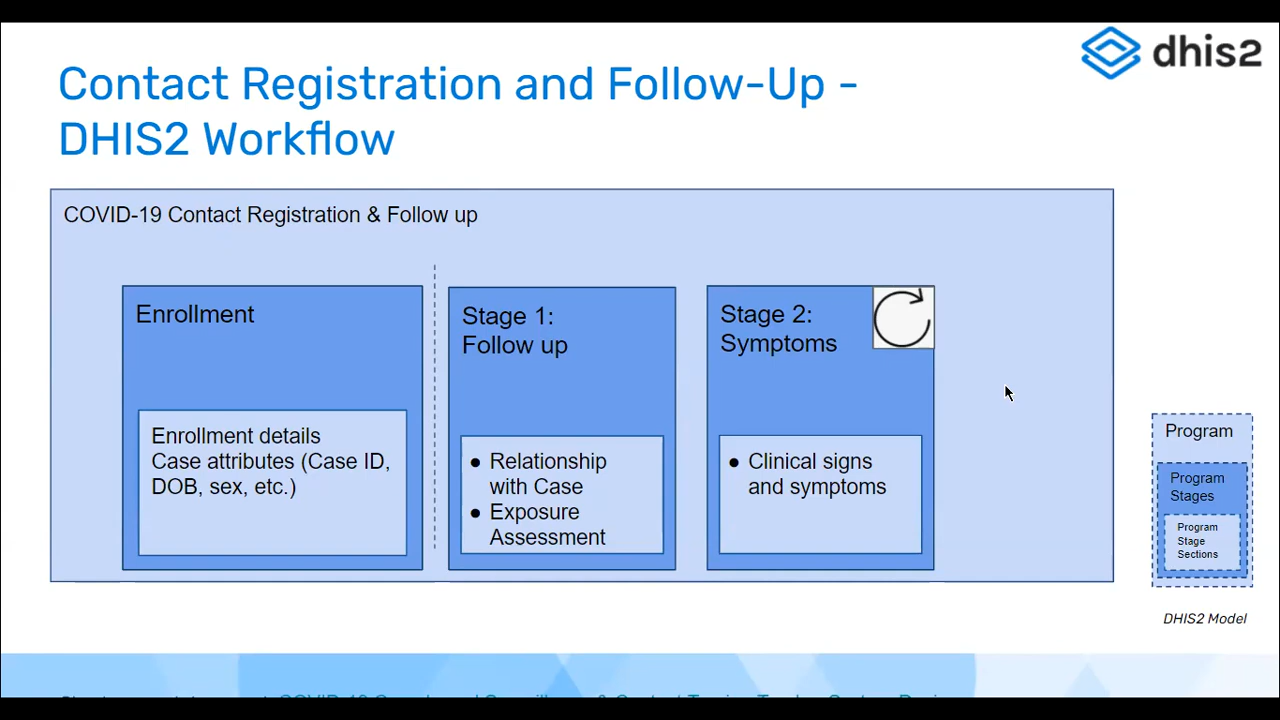 dhis2
Contact Registration and Follow-Up -
DHIS2 Workflow
COVID-19 Contact Registration & Follow up
Enrollment
Enrollment details
Case attributes (Case ID,
DOB, sex, etc.)
Stage 1:
Follow up
● Relationship
with Case
● Exposure
Assessment
Stage 2:
Symptoms
● Clinical signs
and symptoms
Program
Program
Stages
Program
Stage
Sections
DHIS2 Model